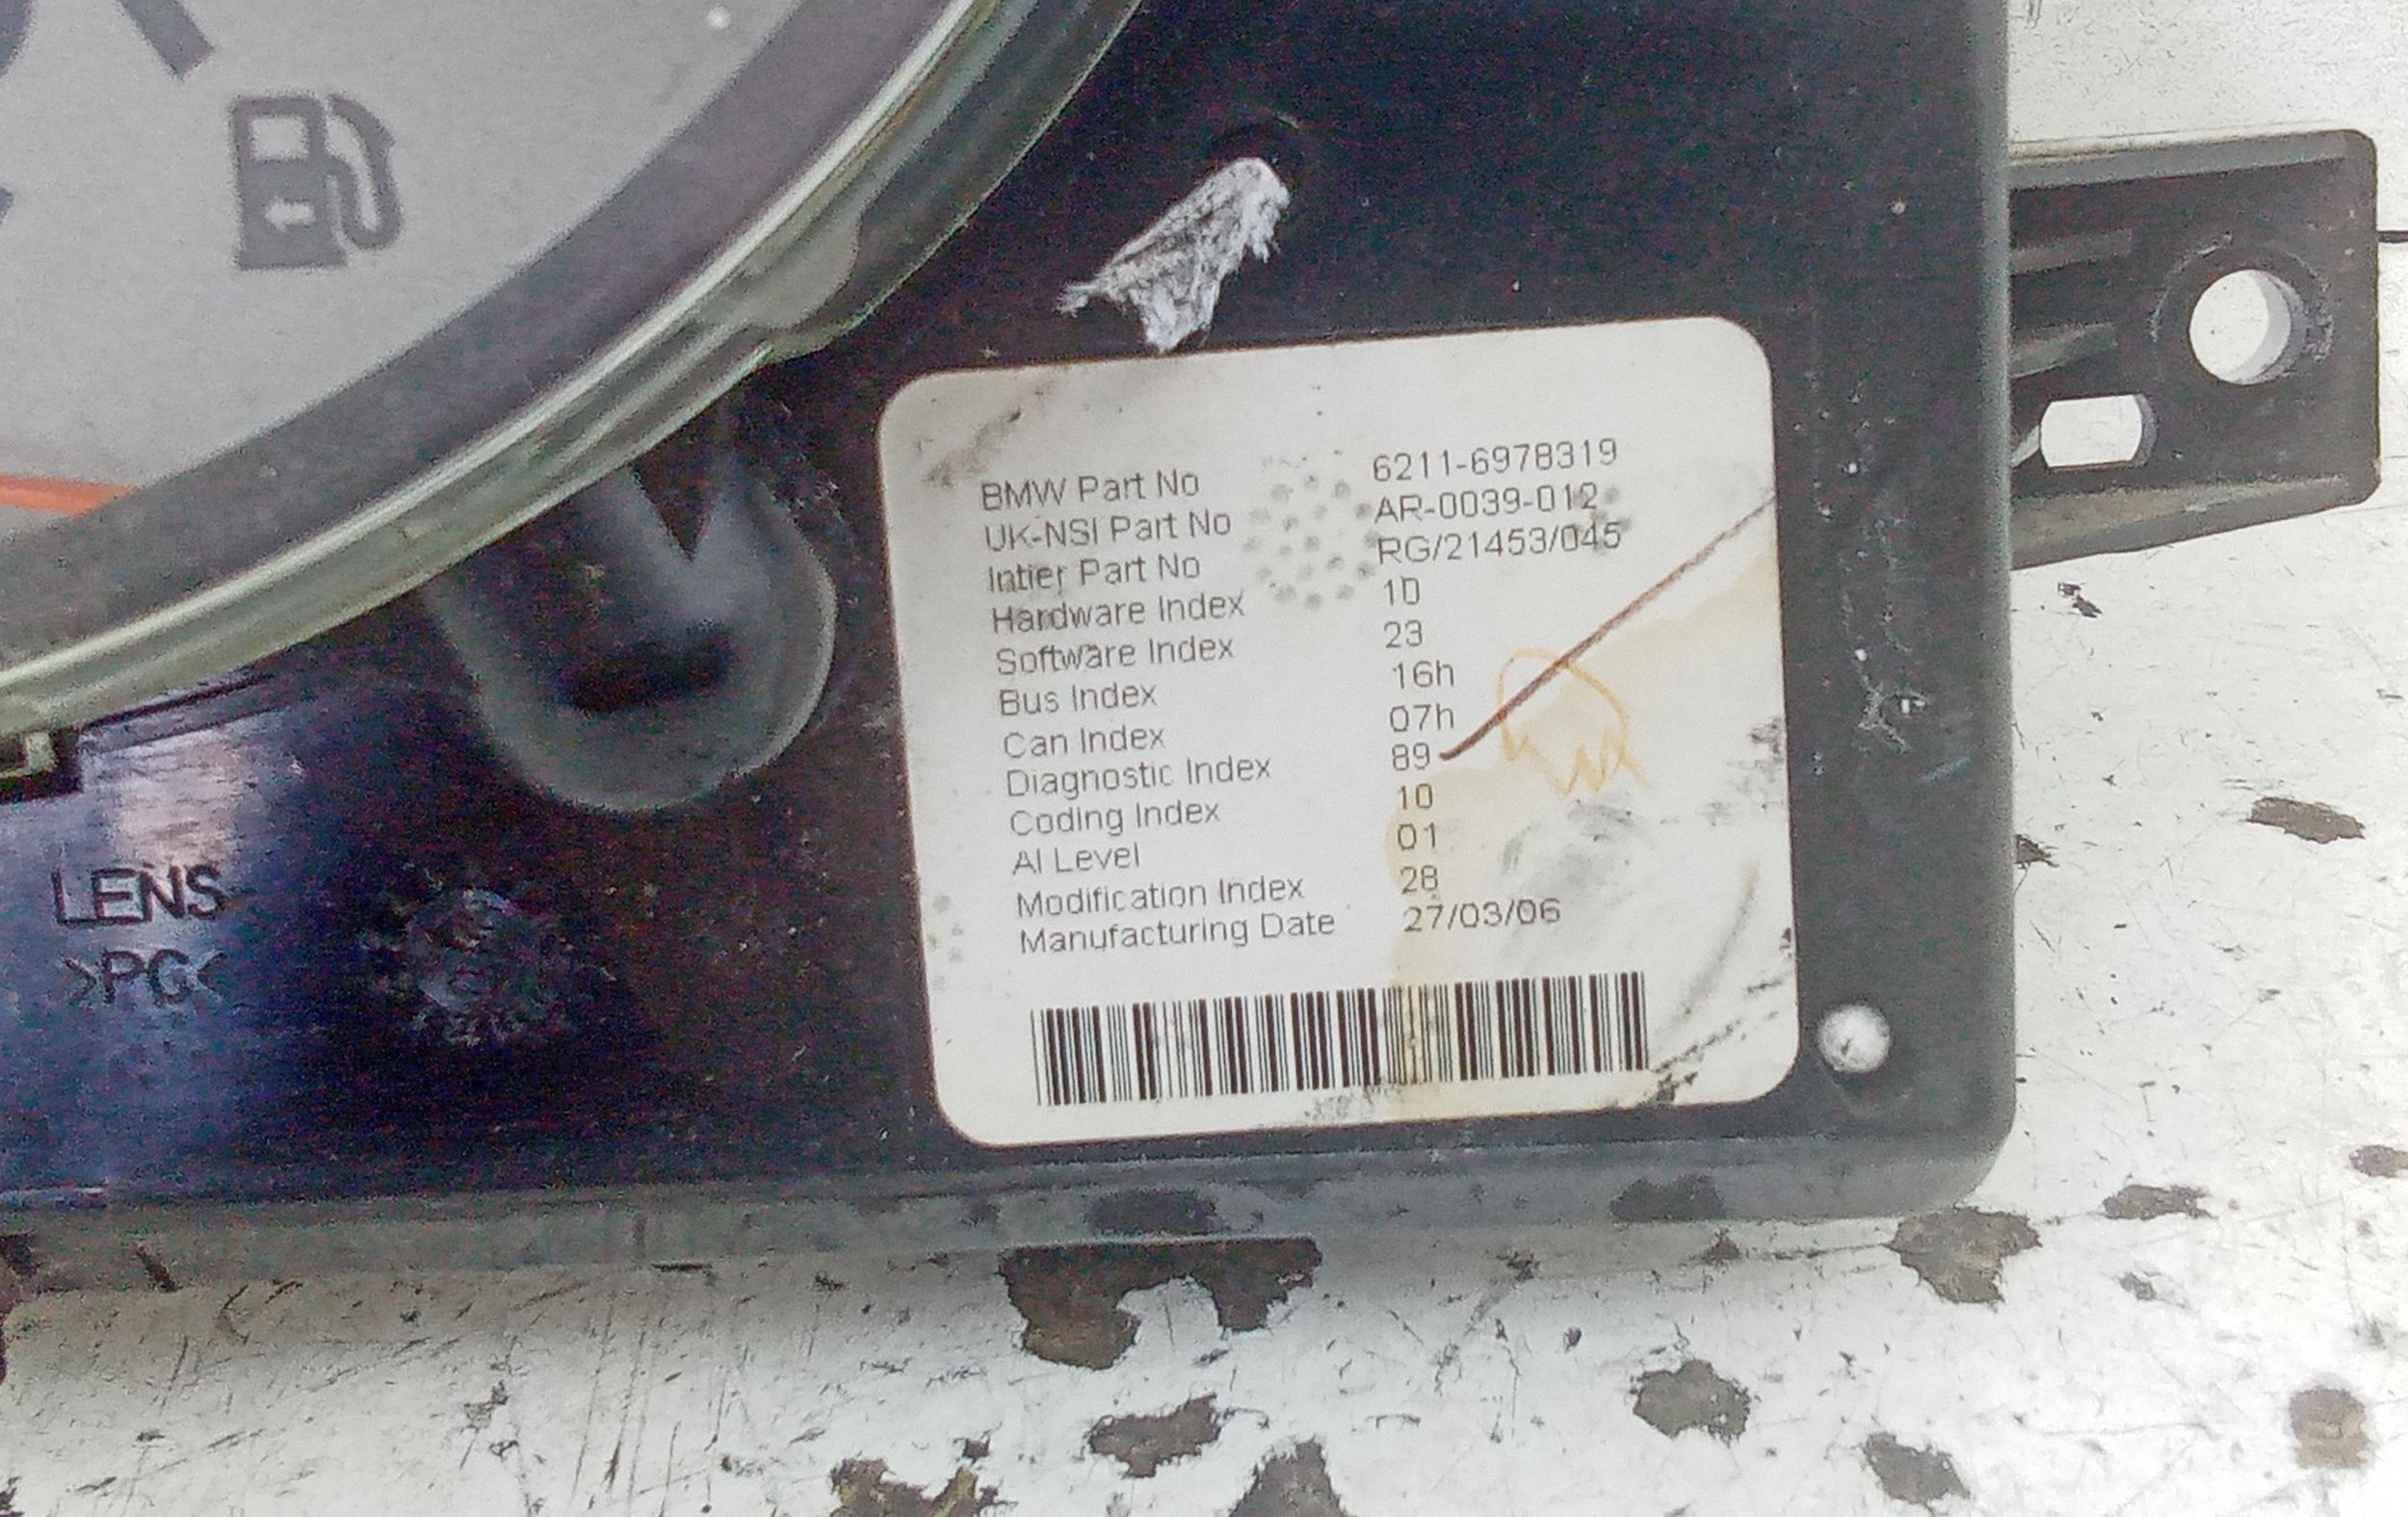 BMW Part No 6211-6978319
UK-NSI Part No AR-0039-012
Intier Part No RG/21453/045
Hardware Index 10
Software Index 23
Bus Index 16h
Can Index 07h
Diagnostic Index 89
Coding Index 10
AI Level 01
Modification Index 28
Manufacturing Date 27/03/06
LENS
>PC<